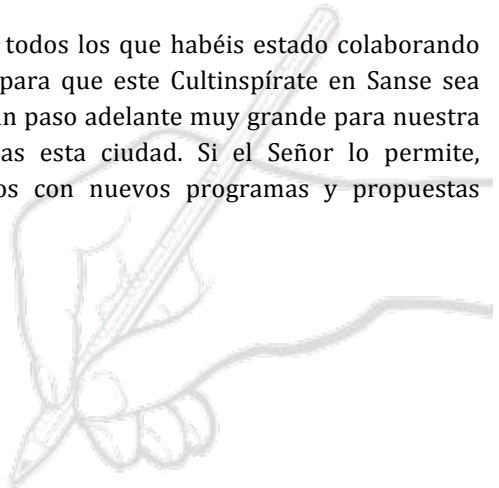 todos los que habéis estado colaborando
para que este Cultinspírate en Sanse sea
un paso adelante muy grande para nuestra
as esta ciudad. Si el Señor lo permite,
os con nuevos programas y propuestas